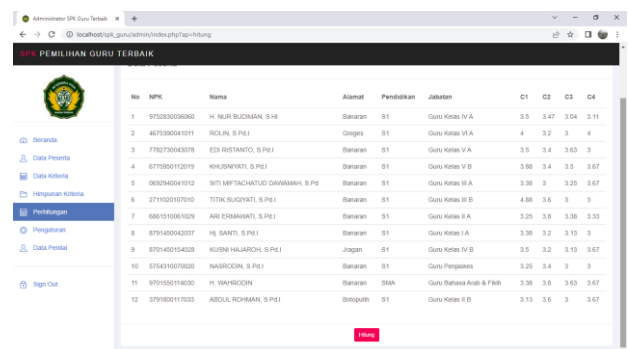 Administrator SPK Guru Terbaik
localhost/spk_guru/admin/index.php?ap=hitung
SPK PEMILIHAN GURU TERBAIK
Beranda
Data Peserta
Data Kriteria
Himpunan Kriteria
Perhitungan
Pengaturan
Data Penilai
Sign Out
No NPK Nama Alamat Pendidikan Jabatan C1 C2 C3 C4
1 9752830036060 H. NUR BUDIMAN, S.HI Banaran S1 Guru Kelas IV A 3.5 3.47 3.04 3.11
2 4675390041011 ROLIN, S.Pd.I Greges S1 Guru Kelas VI A 4 3.2 3 4
3 7782730043078 EDI RISTANTO, S.Pd.I Banaran S1 Guru Kelas V A 3.5 3.4 3.63 3
4 6775950112019 KHUSNIYATI, S.Pd.I Banaran S1 Guru Kelas V B 3.88 3.4 3.5 3.67
5 0692940041012 SITI MIFTACHATUD DAWAMAH, S.Pd Banaran S1 Guru Kelas III A 3.38 3 3.25 3.67
6 2711020107010 TITIK SUGIYATI, S.Pd.I Banaran S1 Guru Kelas III B 4.88 3.6 3 3
7 6861510061029 ARI ERMAWATI, S.Pd.I Banaran S1 Guru Kelas II A 3.25 3.8 3.38 3.33
8 8791450042037 Hj. SANTI, S.Pd.I Banaran S1 Guru Kelas I A 3.38 3.2 3.13 3
9 8701450154028 KUSNI HAJAROH, S.Pd.I Jragan S1 Guru Kelas IV B 3.5 3.2 3.13 3.67
10 5754310070020 NASRODIN, S.Pd.I Banaran S1 Guru Penjaskes 3.25 3.4 3 3
11 9701550114030 H. WAHRODIN Banaran SMA Guru Bahasa Arab & Fikih 3.38 3.8 3.63 3.67
12 3791800117033 ABDUL ROHMAN, S.Pd.I Botoputih S1 Guru Kelas II B 3.13 3.6 3 3.67
Hitung